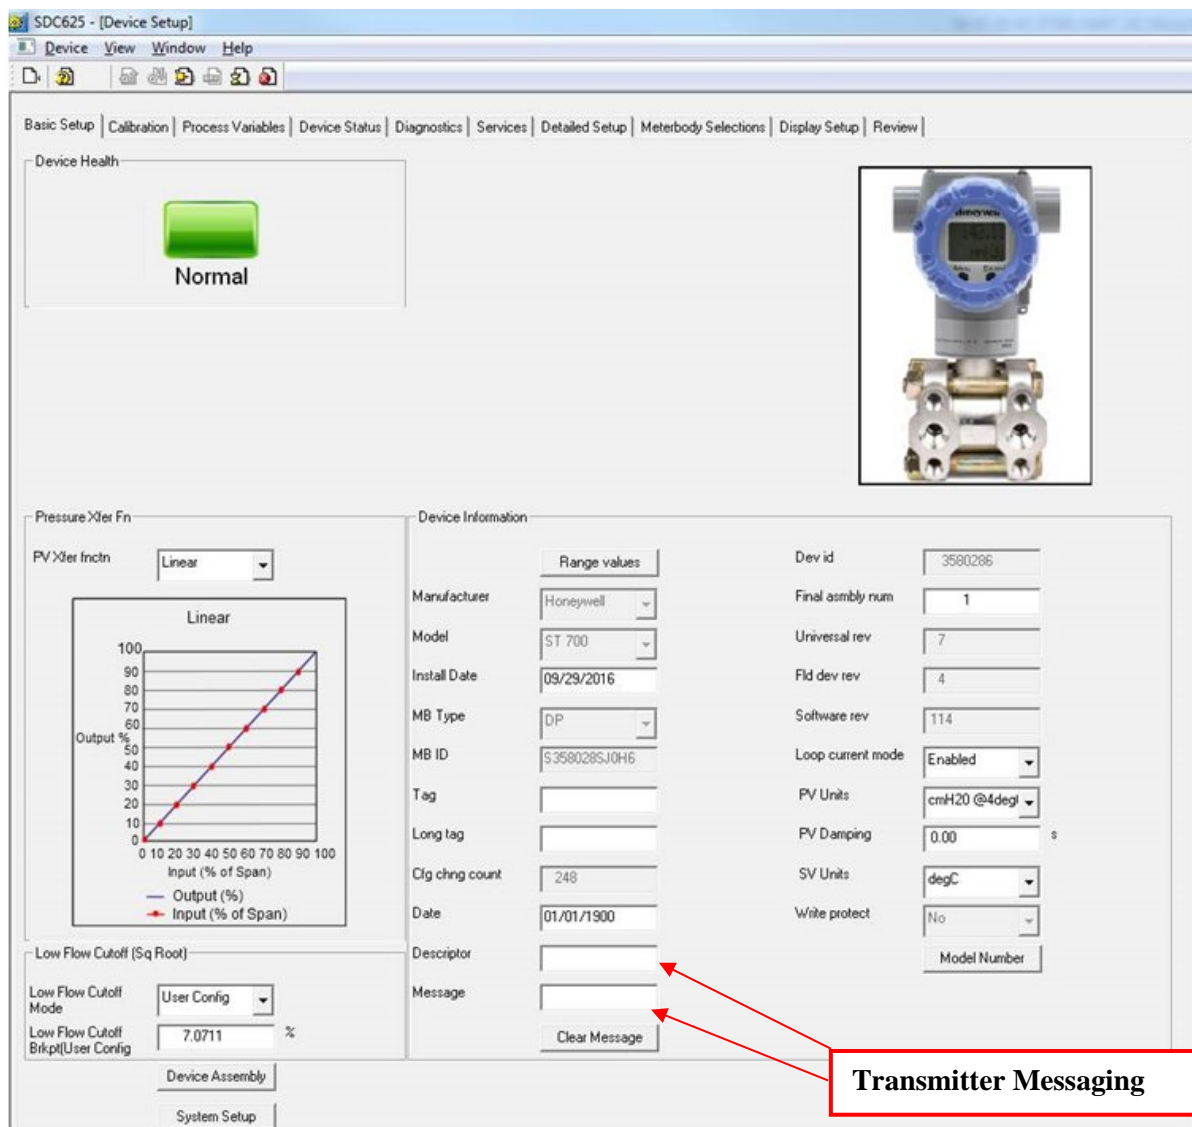 SDC625 - [Device Setup]
Device View Window Help
Basic Setup Calibration Process Variables Device Status Diagnostics Services Detailed Setup Meterbody Selections Display Setup Review
Device Health
Normal
Honeywell
Pressure Xfer Fn
PV Xfer fnctn Linear
Linear
100
90
80
70
60
50
40
30
20
10
0
Output %
0 10 20 30 40 50 60 70 80 90 100
Input (% of Span)
Output (%)
Input (% of Span)
Low Flow Cutoff (Sq Root)
Low Flow Cutoff Mode User Config
Low Flow Cutoff Brkpt(User Config 7.0711 %
Device Assembly
System Setup
Device Information
Range values
Manufacturer Honeywell
Model ST 700
Install Date 09/29/2016
MB Type DP
MB ID S358028SJ0H6
Tag
Long tag
Cfg chng count 248
Date 01/01/1900
Descriptor
Message
Clear Message
Dev id 3580286
Final asmbly num 1
Universal rev 7
Fld dev rev 4
Software rev 114
Loop current mode Enabled
PV Units cmH20 @4deg
PV Damping 0.00 s
SV Units degC
Write protect No
Model Number
Transmitter Messaging